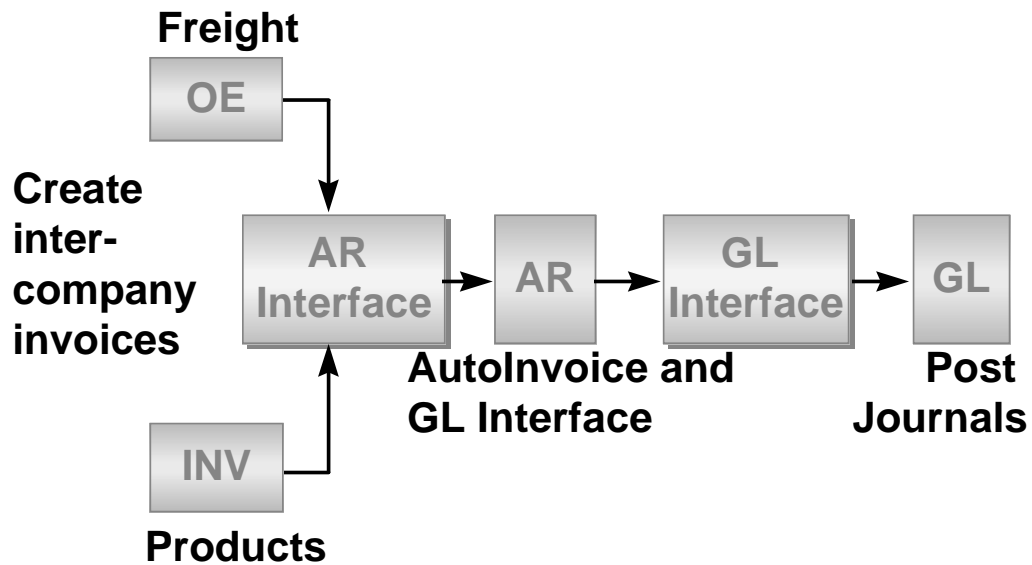 Freight
OE
Create
inter-
company
invoices
AR
Interface
AR
GL
Interface
GL
AutoInvoice and
GL Interface
Post
Journals
INV
Products